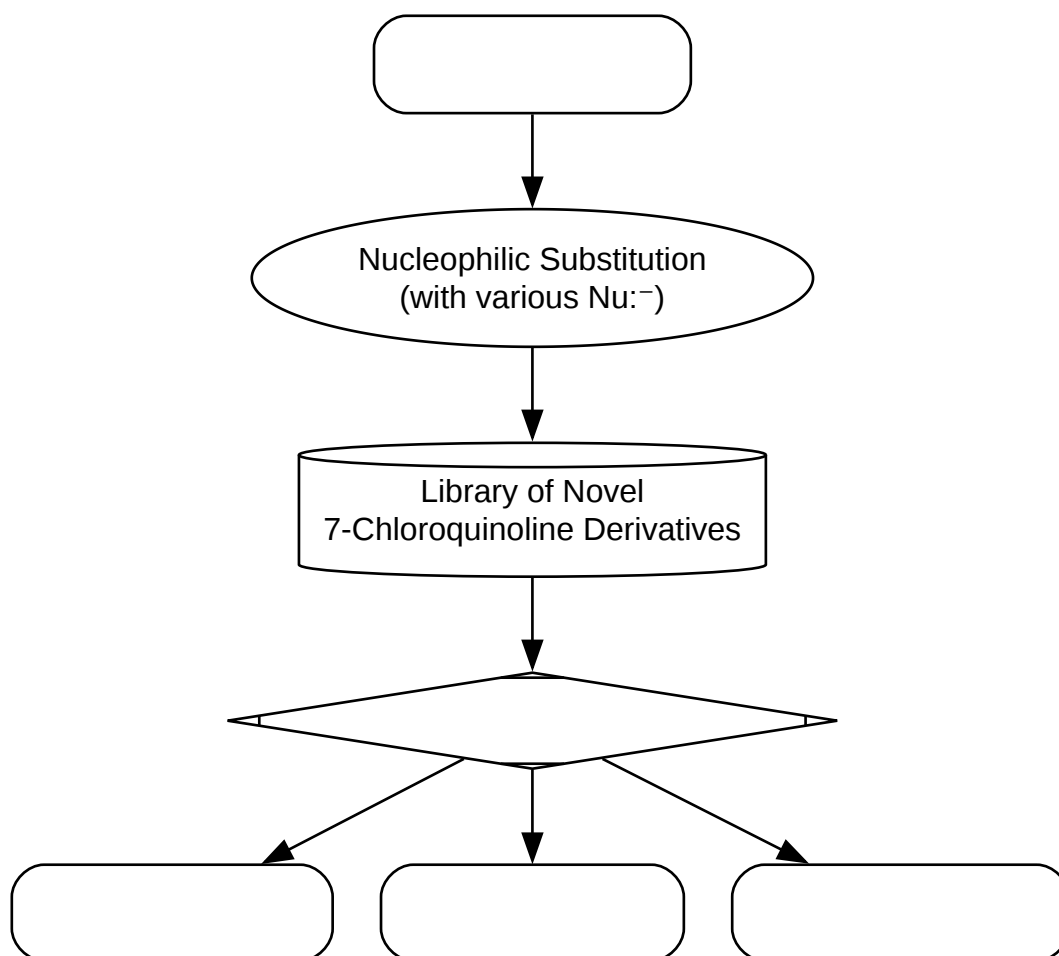 Nucleophilic Substitution
(with various Nu:⁻)
Library of Novel
7-Chloroquinoline Derivatives